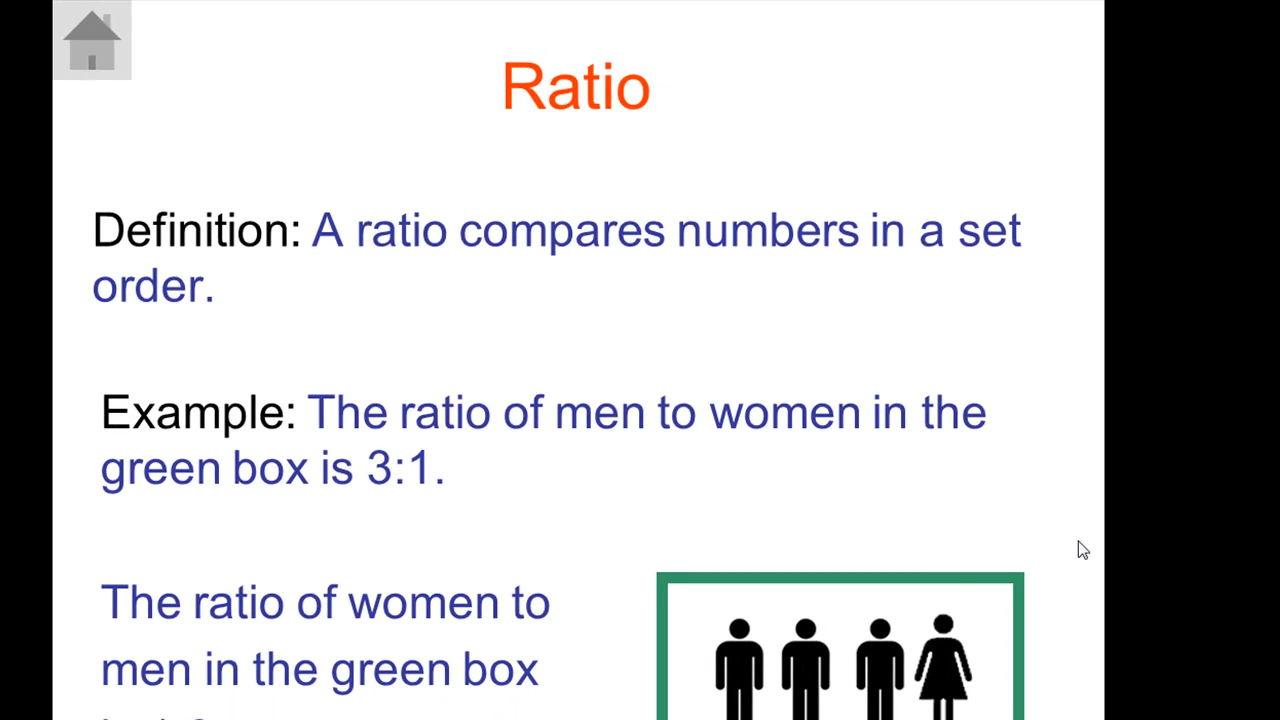 Ratio
Definition: A ratio compares numbers in a set
order.
Example: The ratio of men to women in the
green box is 3:1.
The ratio of women to
men in the green box